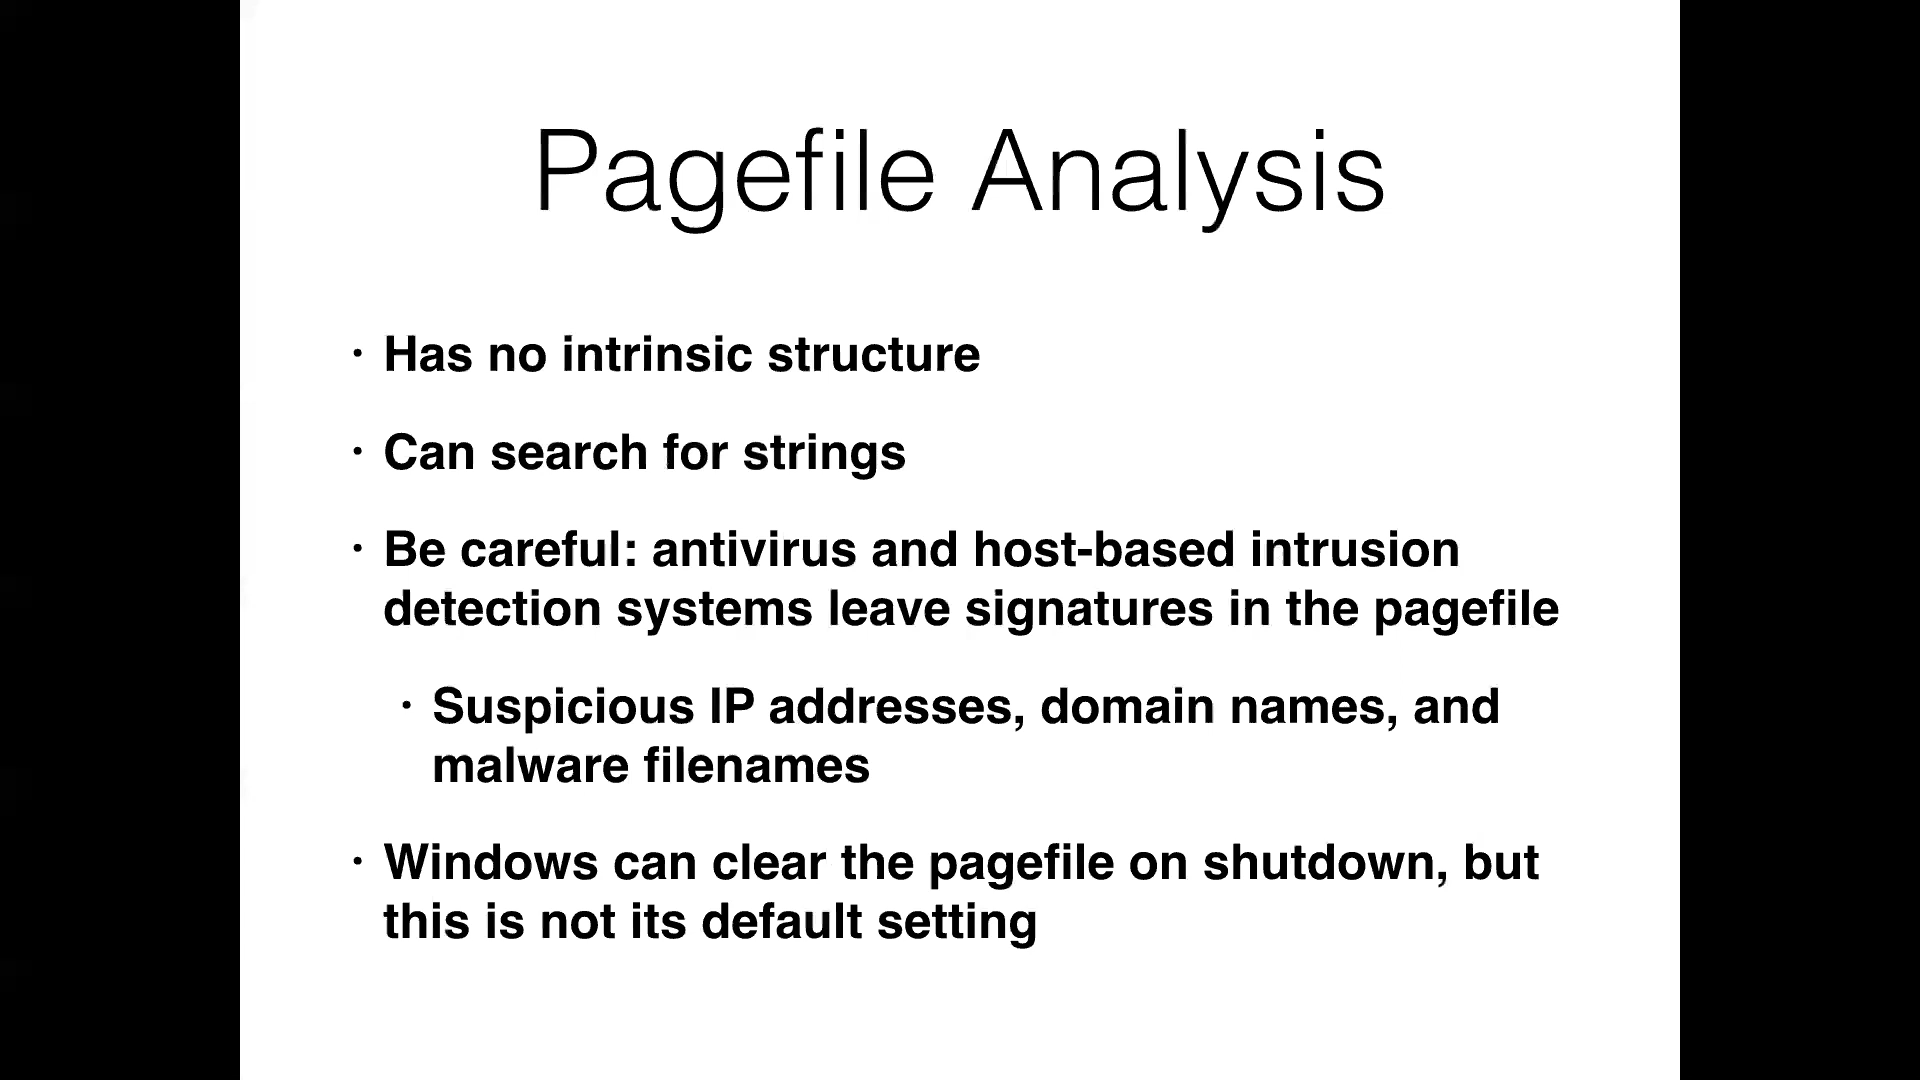 Pagefile Analysis
· Has no intrinsic structure
· Can search for strings
· Be careful: antivirus and host-based intrusion
detection systems leave signatures in the pagefile
· Suspicious IP addresses, domain names, and
malware filenames
· Windows can clear the pagefile on shutdown, but
this is not its default setting